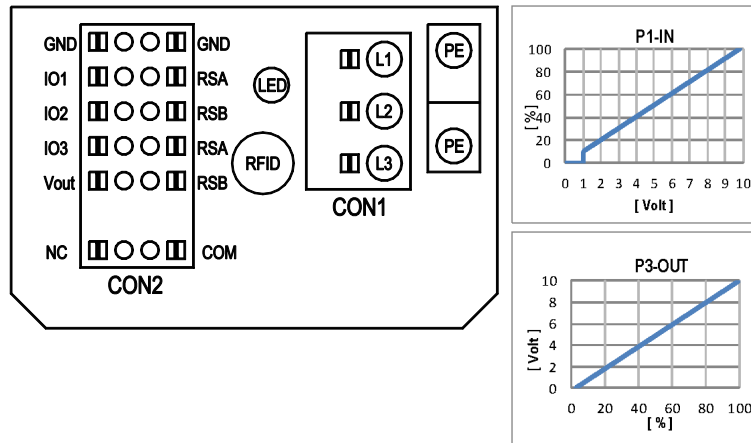 GND GND
IO1 RSA
IO2 RSB
IO3 RSA
Vout RSB
NC COM
CON2
LED
RFID
L1
L2
L3
CON1
PE
PE
P1-IN
[ %]
100
80
60
40
20
0
0 1 2 3 4 5 6 7 8 9 10
[ Volt ]
P3-OUT
[ Volt ]
10
8
6
4
2
0
0 20 40 60 80 100
[ %]